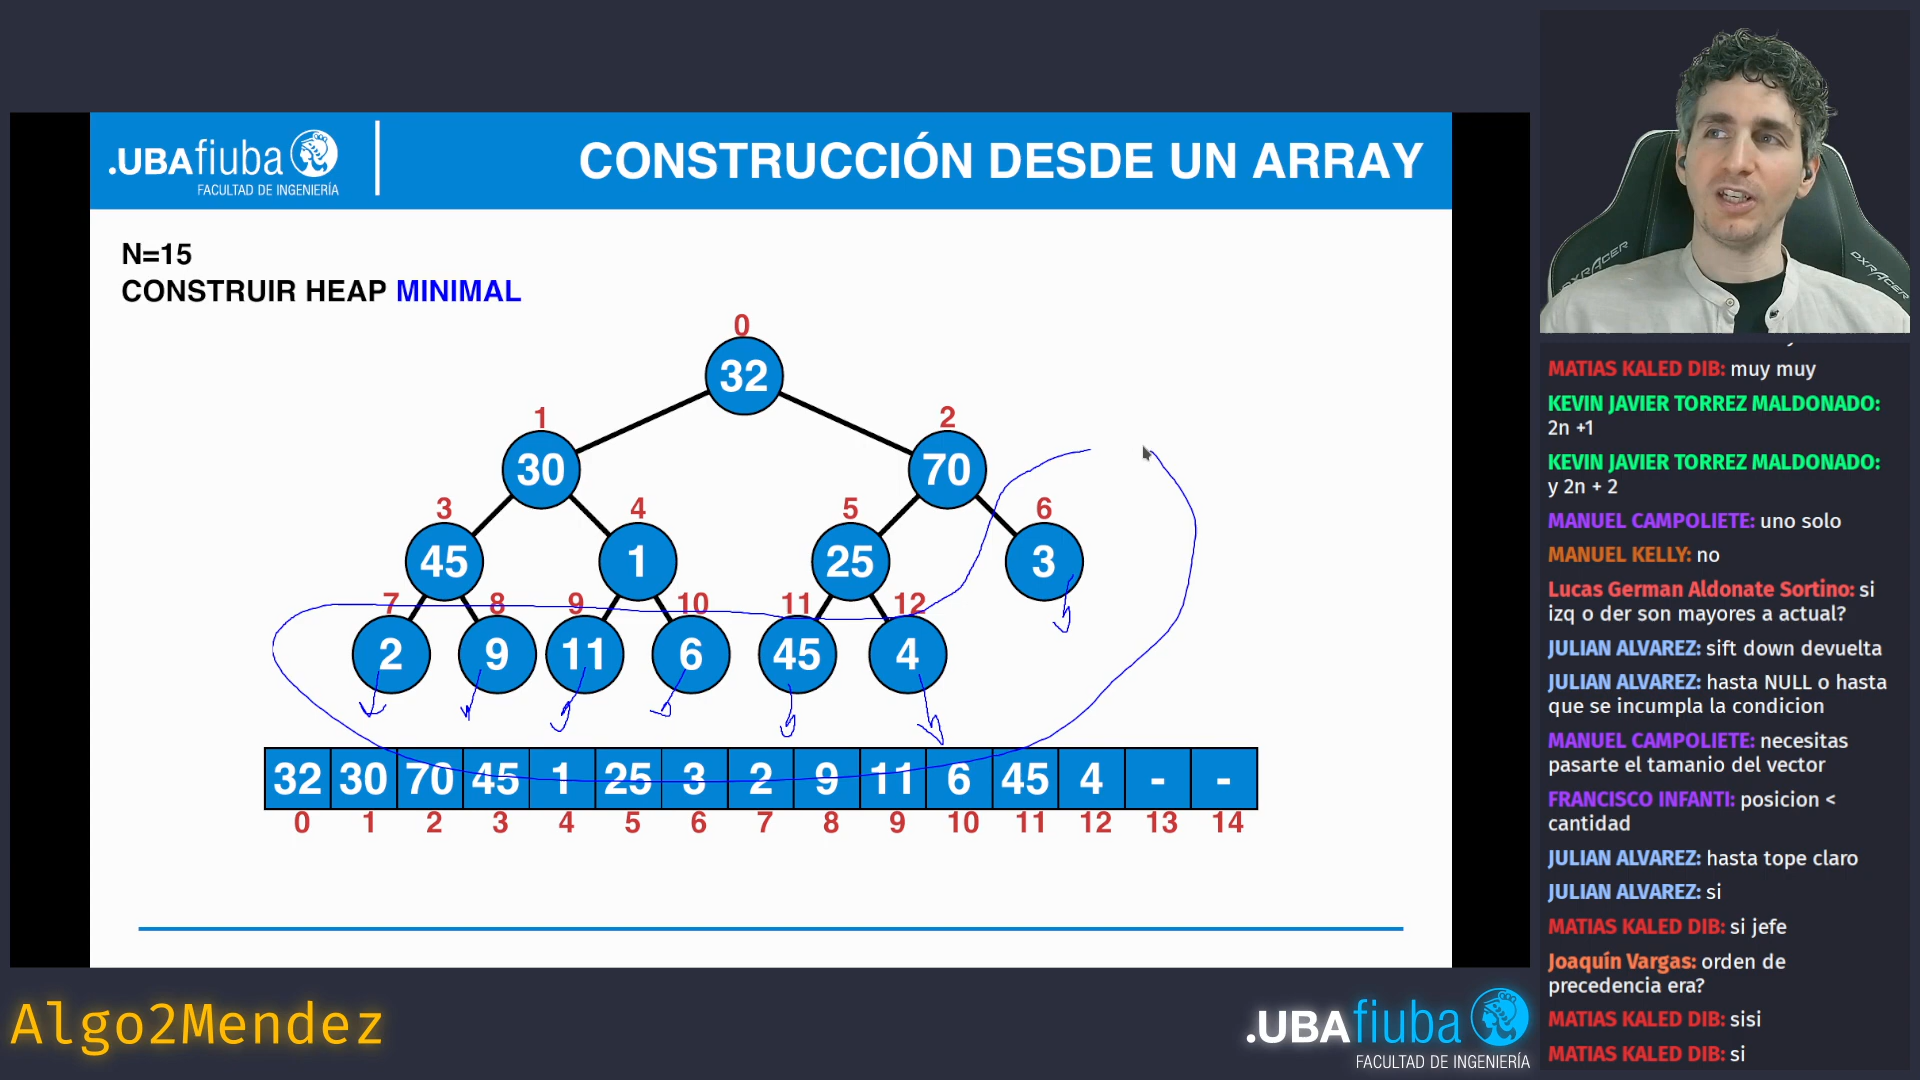 .UBAfiuba
FACULTAD DE INGENIERÍA
CONSTRUCCIÓN DESDE UN ARRAY
N=15
CONSTRUIR HEAP MINIMAL
0
32
1 2
30 70
3 4 5 6
45 1 25 3
7 8 9 10 11 12
2 9 11 6 45 4
32 30 70 45 1 25 3 2 9 11 6 45 4 - -
0 1 2 3 4 5 6 7 8 9 10 11 12 13 14
DXRACER
DXRACER
MATIAS KALED DIB: muy muy
KEVIN JAVIER TORREZ MALDONADO:
2n +1
KEVIN JAVIER TORREZ MALDONADO:
y 2n + 2
MANUEL CAMPOLIETE: uno solo
MANUEL KELLY: no
Lucas German Aldonate Sortino: si
izq o der son mayores a actual?
JULIAN ALVAREZ: sift down devuelta
JULIAN ALVAREZ: hasta NULL o hasta
que se incumpla la condicion
MANUEL CAMPOLIETE: necesitas
pasarte el tamanio del vector
FRANCISCO INFANTI: posicion <
cantidad
JULIAN ALVAREZ: hasta tope claro
JULIAN ALVAREZ: si
MATIAS KALED DIB: si jefe
Joaquín Vargas: orden de
precedencia era?
MATIAS KALED DIB: sisi
MATIAS KALED DIB: si
Algo2Mendez
.UBAfiuba
FACULTAD DE INGENIERÍA